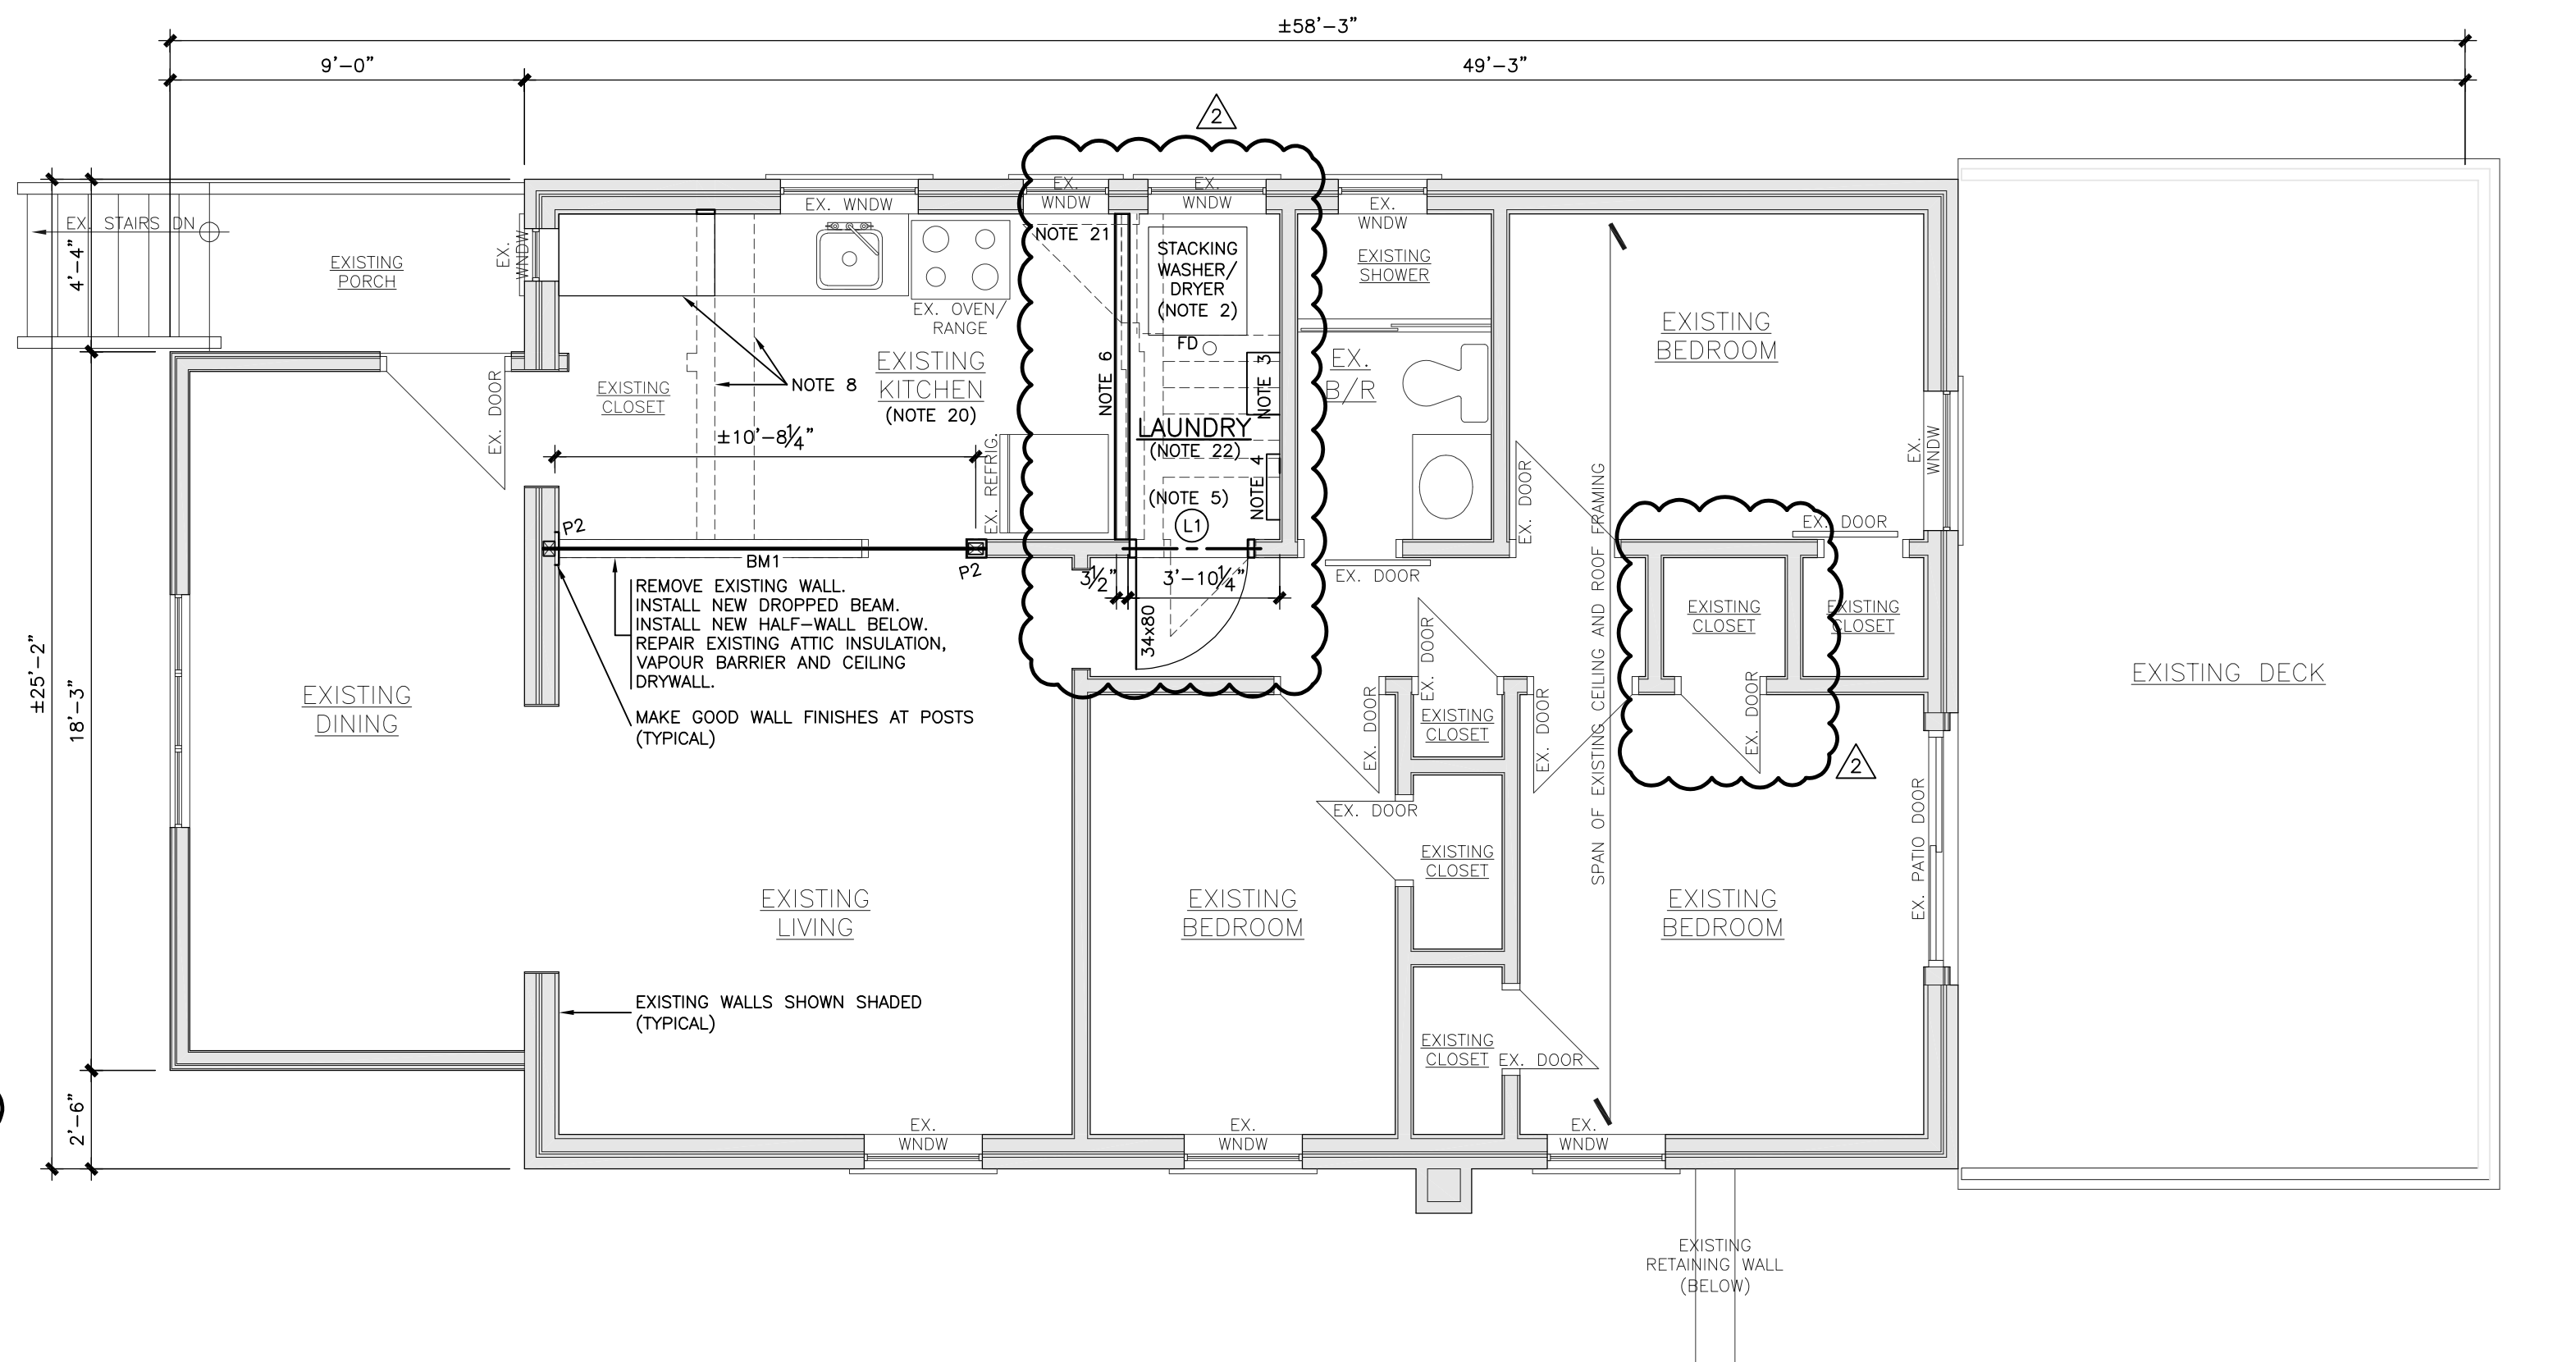 ±58'-3"
9'-0"
49'-3"
2
EX. STAIRS DN
4'-4"
EXISTING
PORCH
EX.
WNDW
EX. WNDW
EX.
WNDW
EX.
WNDW
EX.
WNDW
NOTE 21
STACKING
WASHER/
DRYER
(NOTE 2)
EXISTING
SHOWER
EX. OVEN/
RANGE
FD
EXISTING
BEDROOM
EXISTING
CLOSET
NOTE 8
EXISTING
KITCHEN
(NOTE 20)
NOTE 6
NOTE 3
EX.
B/R
EX. DOOR
±10'-8¼"
EX. REFRIG.
LAUNDRY
(NOTE 22)
NOTE 4
(NOTE 5)
L1
EX. DOOR
EX.
WNDW
EX. DOOR
P2
BM1
P2
3½"
3'-10¼"
34x80
EX. DOOR
REMOVE EXISTING WALL.
INSTALL NEW DROPPED BEAM.
INSTALL NEW HALF-WALL BELOW.
REPAIR EXISTING ATTIC INSULATION,
VAPOUR BARRIER AND CEILING
DRYWALL.
MAKE GOOD WALL FINISHES AT POSTS
(TYPICAL)
SPAN OF EXISTING CEILING AND ROOF FRAMING
EXISTING
CLOSET
EXISTING
CLOSET
EX. DOOR
EXISTING DECK
±25'-2"
18'-3"
EXISTING
DINING
EX. DOOR
EXISTING
CLOSET
EX. DOOR
EX. DOOR
2
EX. DOOR
EXISTING
CLOSET
EX. PATIO DOOR
EXISTING
LIVING
EXISTING
BEDROOM
EXISTING
BEDROOM
EXISTING WALLS SHOWN SHADED
(TYPICAL)
EXISTING
CLOSET
EX. DOOR
2'-6"
EX.
WNDW
EX.
WNDW
EX.
WNDW
EXISTING
RETAINING WALL
(BELOW)